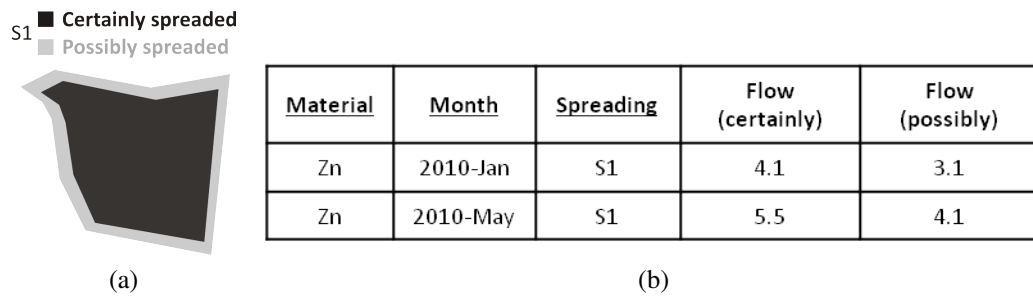 S1 Certainly spreaded
Possibly spreaded
Material Month Spreading Flow (certainly) Flow (possibly)
Zn 2010-Jan S1 4.1 3.1
Zn 2010-May S1 5.5 4.1
(a) (b)